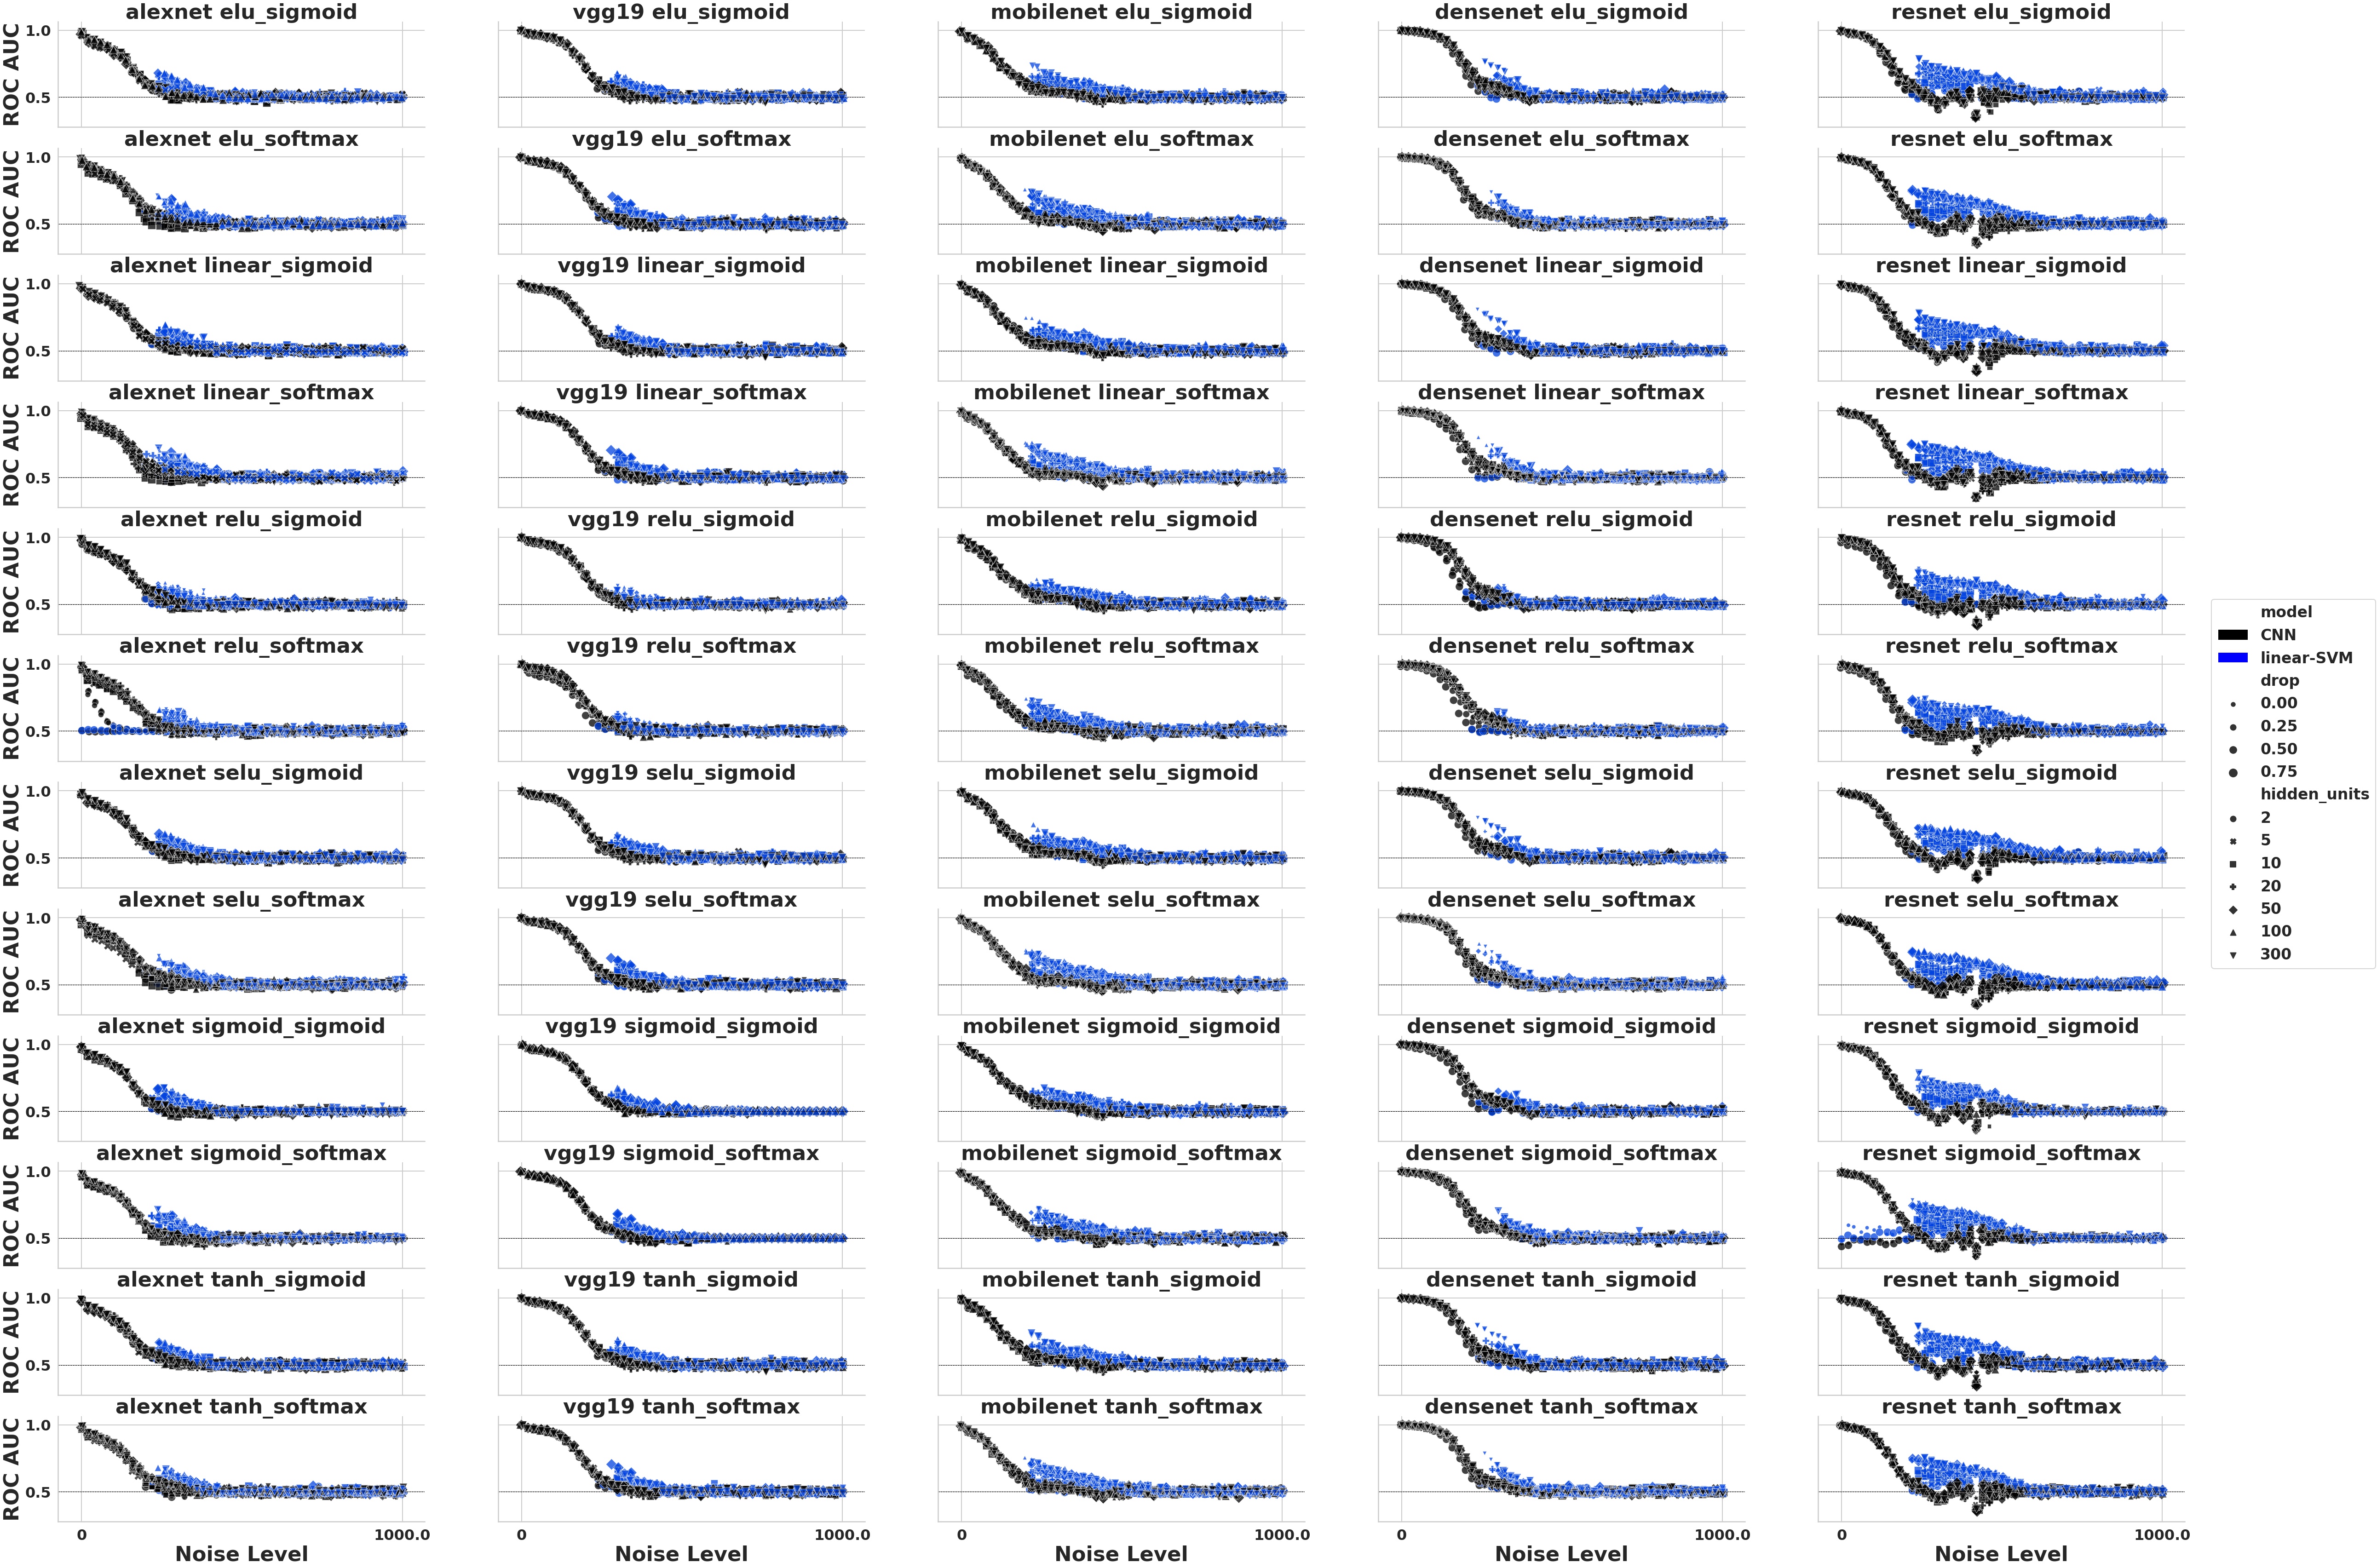 alexnet elu_sigmoid
vgg19 elu_sigmoid
mobilenet elu_sigmoid
densenet elu_sigmoid
resnet elu_sigmoid
ROC AUC
1.0
0.5
alexnet elu_softmax
vgg19 elu_softmax
mobilenet elu_softmax
densenet elu_softmax
resnet elu_softmax
ROC AUC
1.0
0.5
alexnet linear_sigmoid
vgg19 linear_sigmoid
mobilenet linear_sigmoid
densenet linear_sigmoid
resnet linear_sigmoid
ROC AUC
1.0
0.5
alexnet linear_softmax
vgg19 linear_softmax
mobilenet linear_softmax
densenet linear_softmax
resnet linear_softmax
ROC AUC
1.0
0.5
alexnet relu_sigmoid
vgg19 relu_sigmoid
mobilenet relu_sigmoid
densenet relu_sigmoid
resnet relu_sigmoid
ROC AUC
1.0
0.5
alexnet relu_softmax
vgg19 relu_softmax
mobilenet relu_softmax
densenet relu_softmax
resnet relu_softmax
ROC AUC
1.0
0.5
alexnet selu_sigmoid
vgg19 selu_sigmoid
mobilenet selu_sigmoid
densenet selu_sigmoid
resnet selu_sigmoid
ROC AUC
1.0
0.5
alexnet selu_softmax
vgg19 selu_softmax
mobilenet selu_softmax
densenet selu_softmax
resnet selu_softmax
ROC AUC
1.0
0.5
alexnet sigmoid_sigmoid
vgg19 sigmoid_sigmoid
mobilenet sigmoid_sigmoid
densenet sigmoid_sigmoid
resnet sigmoid_sigmoid
ROC AUC
1.0
0.5
alexnet sigmoid_softmax
vgg19 sigmoid_softmax
mobilenet sigmoid_softmax
densenet sigmoid_softmax
resnet sigmoid_softmax
ROC AUC
1.0
0.5
alexnet tanh_sigmoid
vgg19 tanh_sigmoid
mobilenet tanh_sigmoid
densenet tanh_sigmoid
resnet tanh_sigmoid
ROC AUC
1.0
0.5
alexnet tanh_softmax
vgg19 tanh_softmax
mobilenet tanh_softmax
densenet tanh_softmax
resnet tanh_softmax
ROC AUC
1.0
0.5
0 1000.0
0 1000.0
0 1000.0
0 1000.0
0 1000.0
Noise Level
Noise Level
Noise Level
Noise Level
Noise Level
model
CNN
linear-SVM
drop
0.00
0.25
0.50
0.75
hidden_units
2
5
10
20
50
100
300